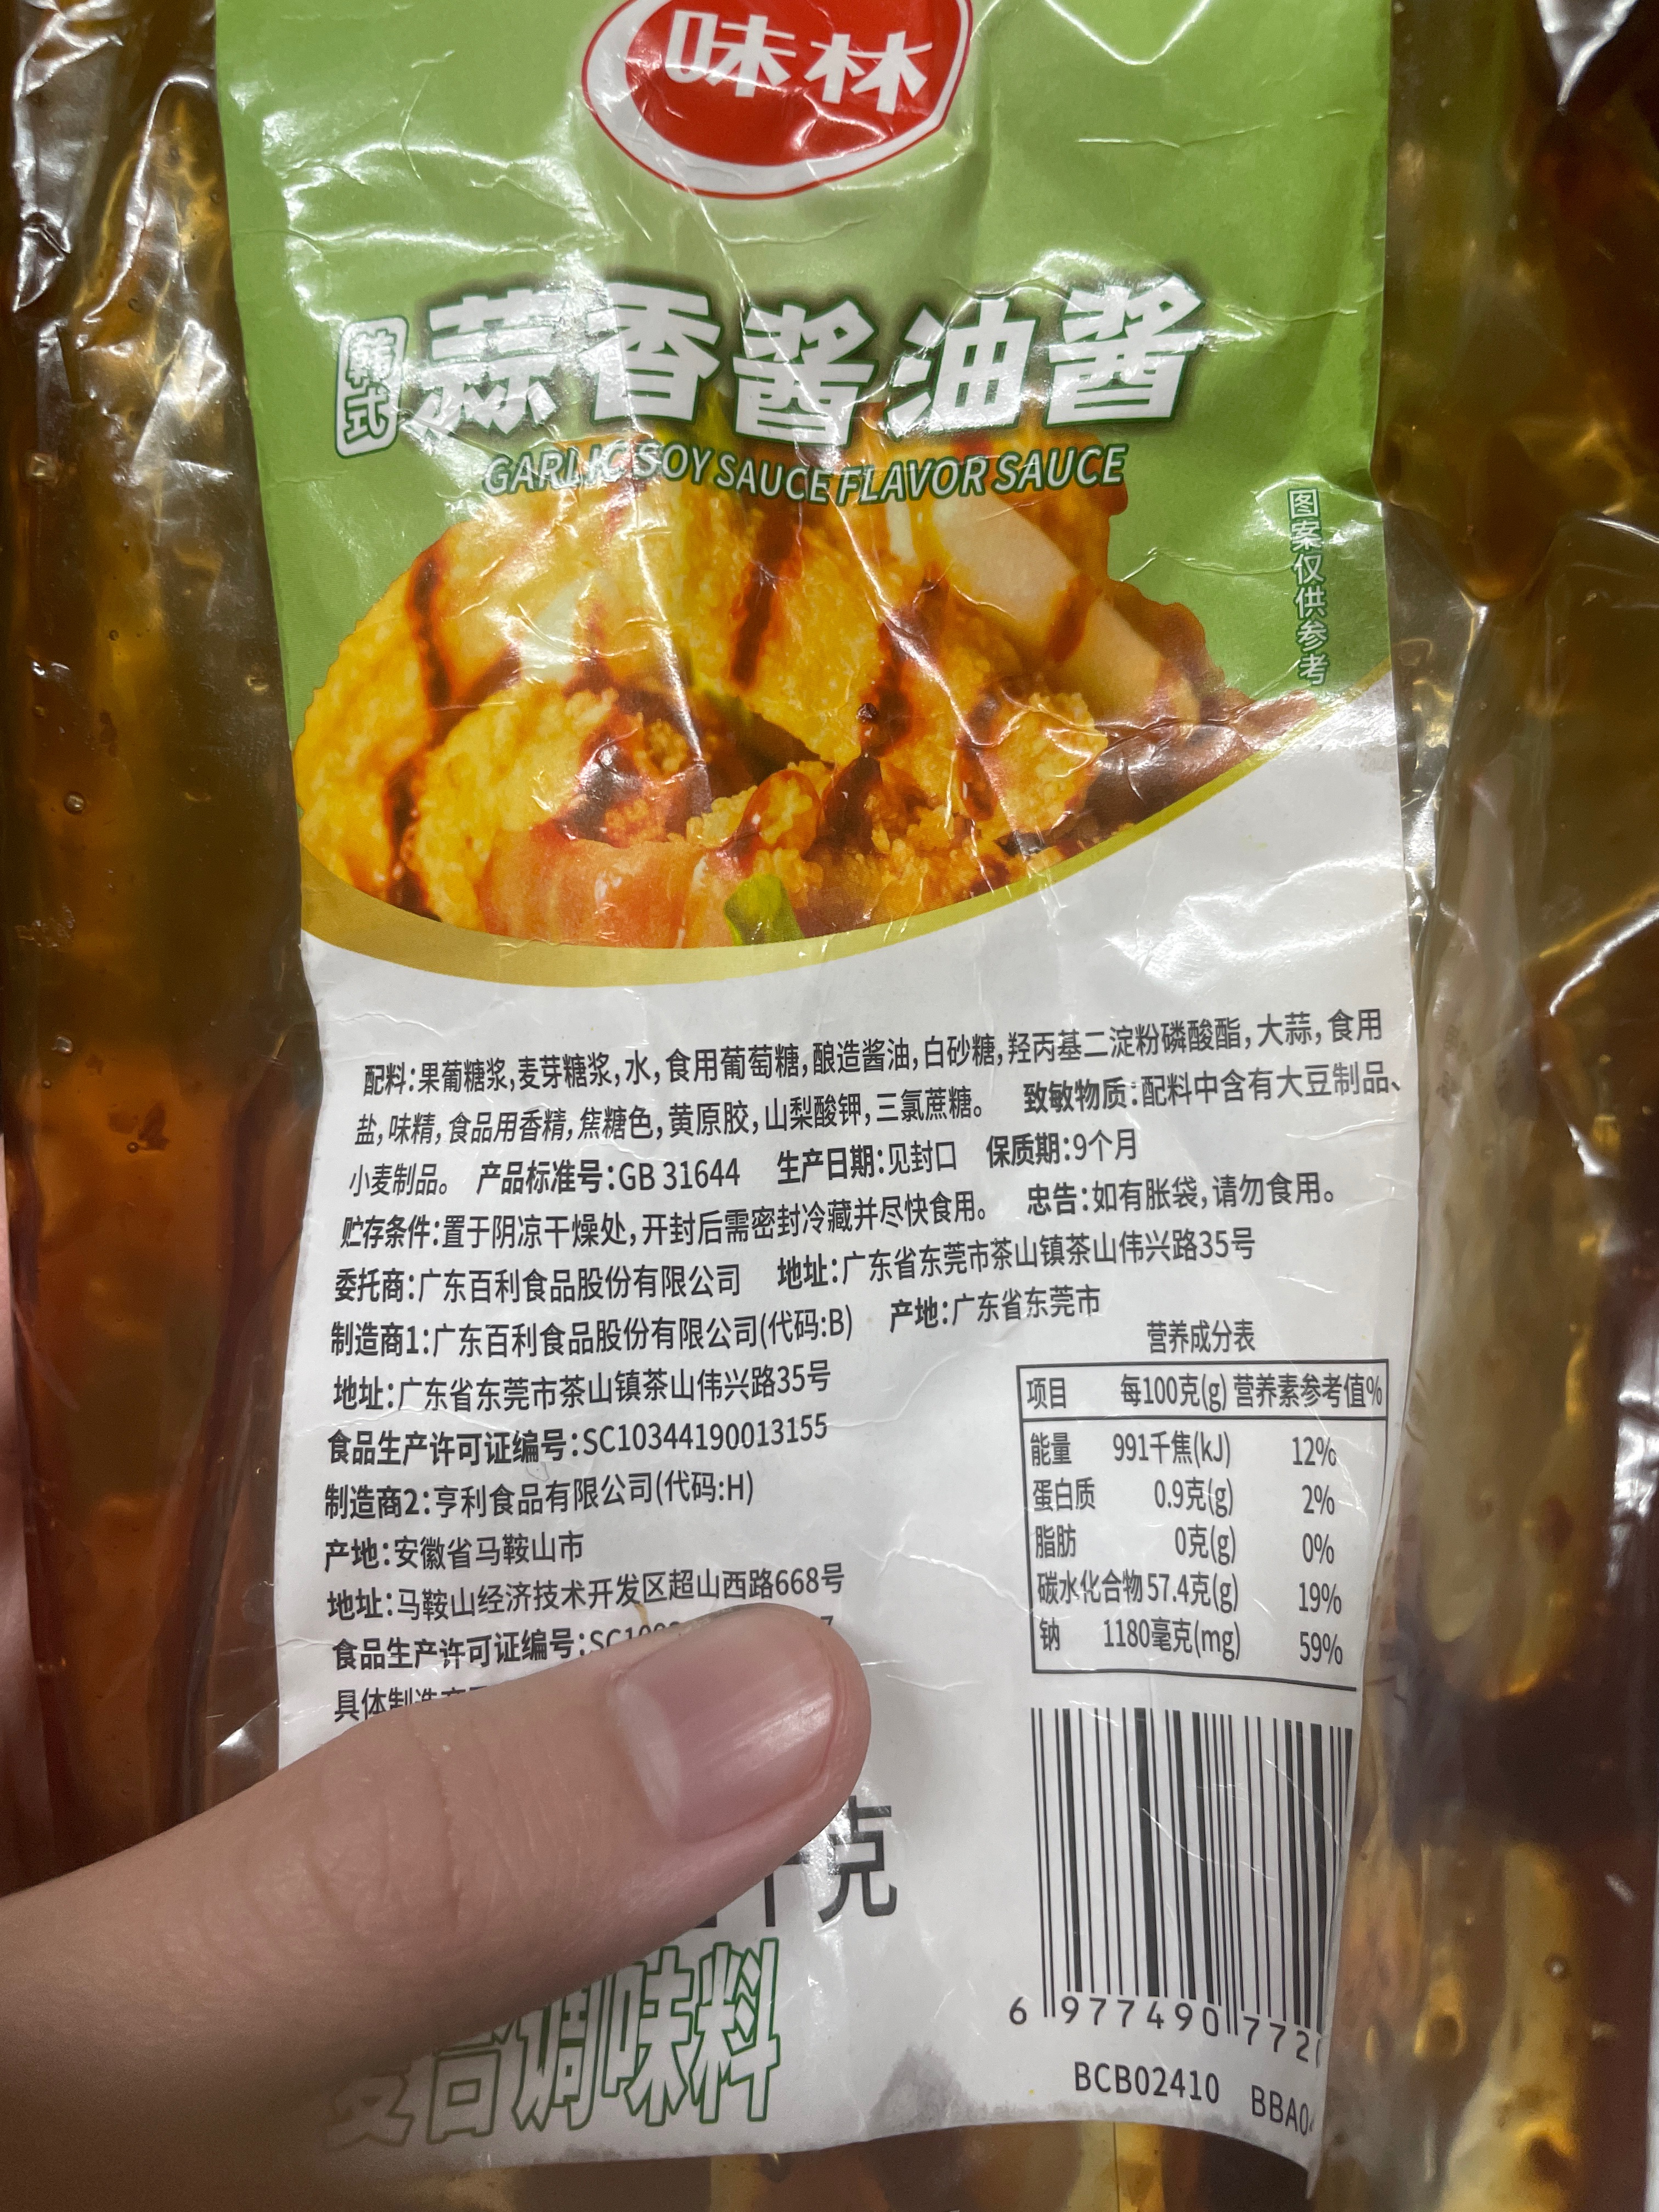 味林
韩式
蒜香酱油酱
GARLIC SOY SAUCE FLAVOR SAUCE
图案仅供参考
配料:果葡糖浆,麦芽糖浆,水,食用葡萄糖,酿造酱油,白砂糖,羟丙基二淀粉磷酸酯,大蒜,食用
盐,味精,食品用香精,焦糖色,黄原胶,山梨酸钾,三氯蔗糖。 致敏物质:配料中含有大豆制品、
小麦制品。 产品标准号:GB 31644 生产日期:见封口 保质期:9个月
贮存条件:置于阴凉干燥处,开封后需密封冷藏并尽快食用。 忠告:如有胀袋,请勿食用。
委托商:广东百利食品股份有限公司 地址:广东省东莞市茶山镇茶山伟兴路35号
制造商1:广东百利食品股份有限公司(代码:B) 产地:广东省东莞市
地址:广东省东莞市茶山镇茶山伟兴路35号
食品生产许可证编号:SC10344190013155
制造商2:亨利食品有限公司(代码:H)
产地:安徽省马鞍山市
地址:马鞍山经济技术开发区超山西路668号
食品生产许可证编号:
具体制造商
营养成分表
项目 每100克(g) 营养素参考值%
能量 991千焦(kJ) 12%
蛋白质 0.9克(g) 2%
脂肪 0克(g) 0%
碳水化合物 57.4克(g) 19%
钠 1180毫克(mg) 59%
千克
复合调味料
6 977490 772
BCB02410 BBA0